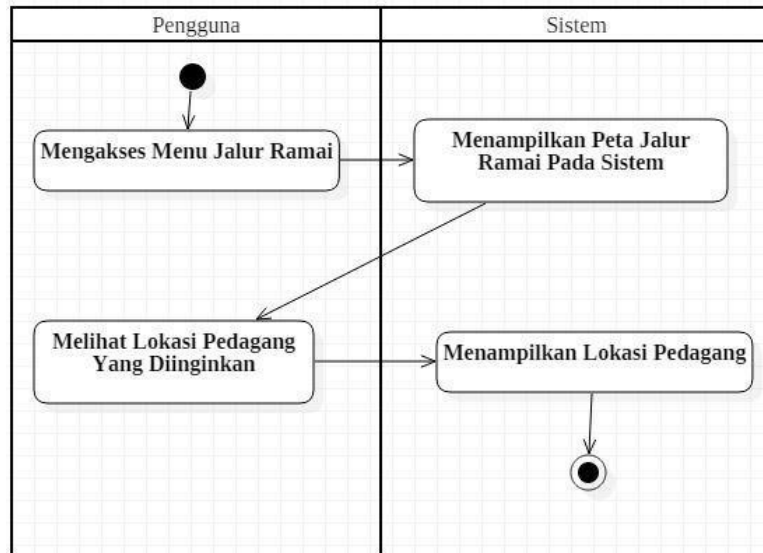 Pengguna
Sistem
Mengakses Menu Jalur Ramai
Menampilkan Peta Jalur
Ramai Pada Sistem
Melihat Lokasi Pedagang
Yang Diinginkan
Menampilkan Lokasi Pedagang